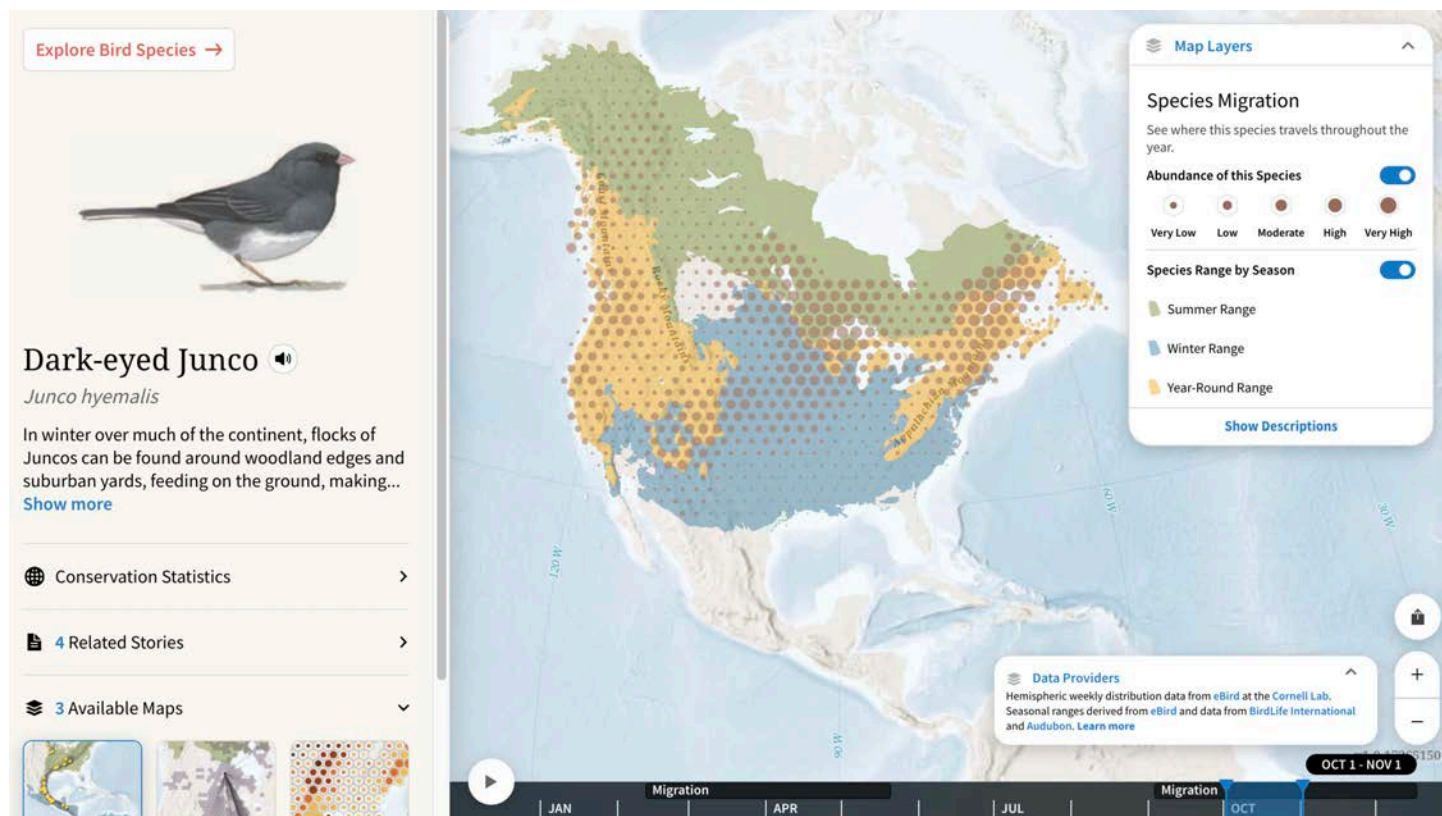 Explore Bird Species →
Dark-eyed Junco
Junco hyemalis
In winter over much of the continent, flocks of
Juncos can be found around woodland edges and
suburban yards, feeding on the ground, making...
Show more
Conservation Statistics
4 Related Stories
3 Available Maps
Rocky Mountains
Appalachian Mountains
120 W
90 W
60 W
30 W
Map Layers
Species Migration
See where this species travels throughout the
year.
Abundance of this Species
Very Low Low Moderate High Very High
Species Range by Season
Summer Range
Winter Range
Year-Round Range
Show Descriptions
Data Providers
Hemispheric weekly distribution data from eBird at the Cornell Lab.
Seasonal ranges derived from eBird and data from BirdLife International
and Audubon. Learn more
+
−
OCT 1 - NOV 1
Migration Migration
JAN APR JUL OCT